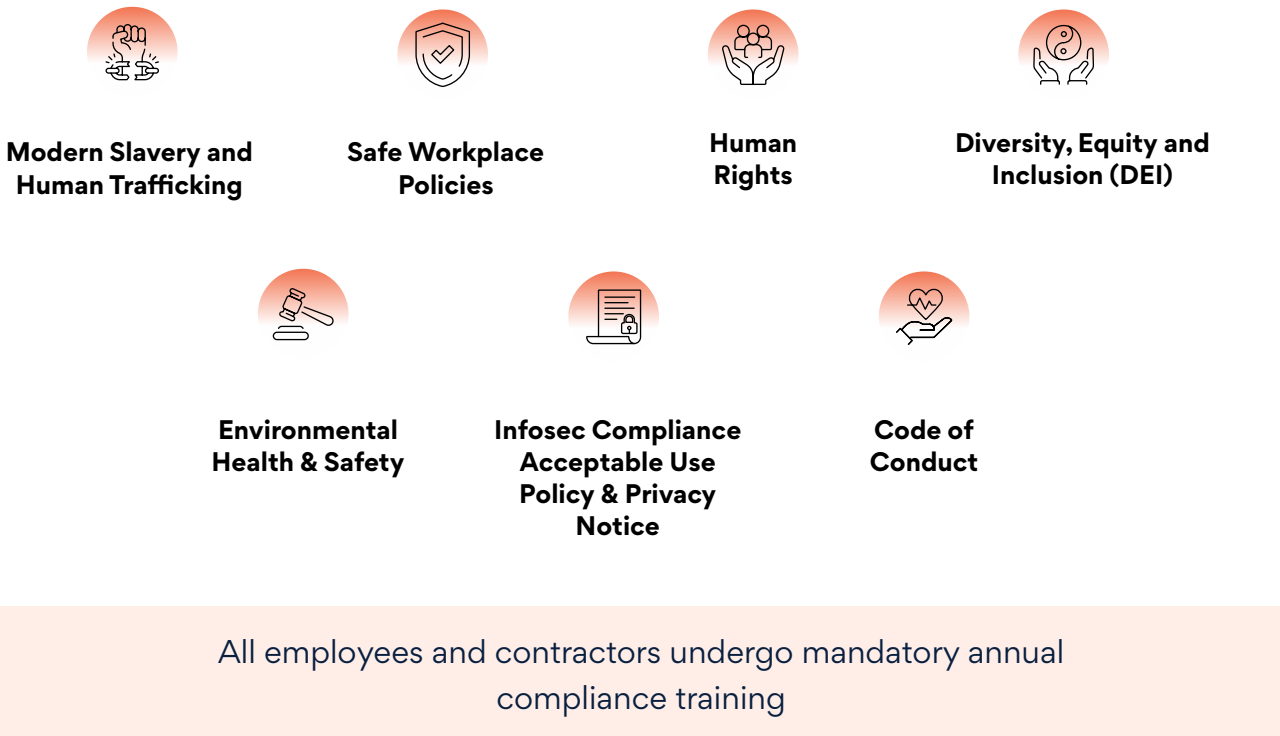 Modern Slavery and
Human Trafficking
Safe Workplace
Policies
Human
Rights
Diversity, Equity and
Inclusion (DEI)
Environmental
Health & Safety
Infosec Compliance
Acceptable Use
Policy & Privacy
Notice
Code of
Conduct
All employees and contractors undergo mandatory annual
compliance training